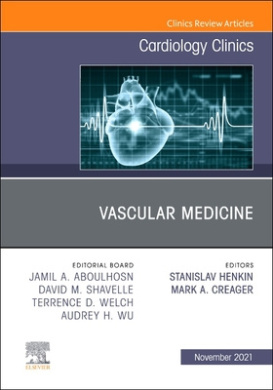 Clinics Review Articles
Cardiology Clinics
VASCULAR MEDICINE
EDITORIAL BOARD
JAMIL A. ABOULHOSN
DAVID M. SHAVELLE
TERRENCE D. WELCH
AUDREY H. WU
EDITORS
STANISLAV HENKIN
MARK A. CREAGER
ELSEVIER
November 2021